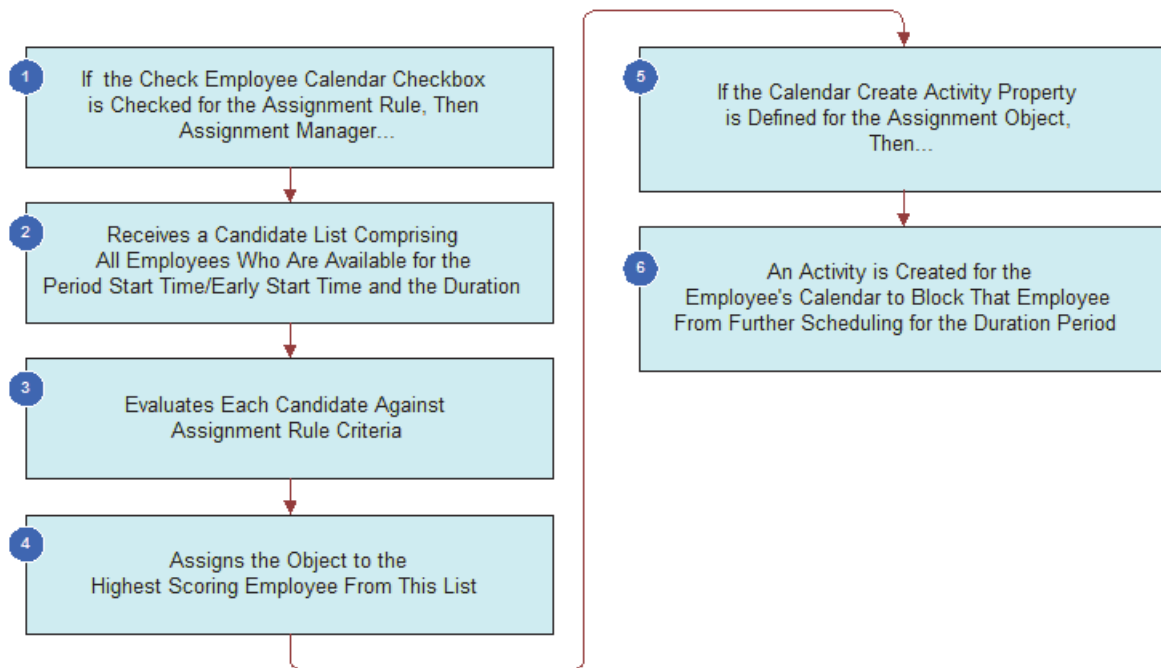 1
If the Check Employee Calendar Checkbox
is Checked for the Assignment Rule, Then
Assignment Manager...
2
Receives a Candidate List Comprising
All Employees Who Are Available for the
Period Start Time/Early Start Time and the Duration
3
Evaluates Each Candidate Against
Assignment Rule Criteria
4
Assigns the Object to the
Highest Scoring Employee From This List
5
If the Calendar Create Activity Property
is Defined for the Assignment Object,
Then...
6
An Activity is Created for the
Employee's Calendar to Block That Employee
From Further Scheduling for the Duration Period